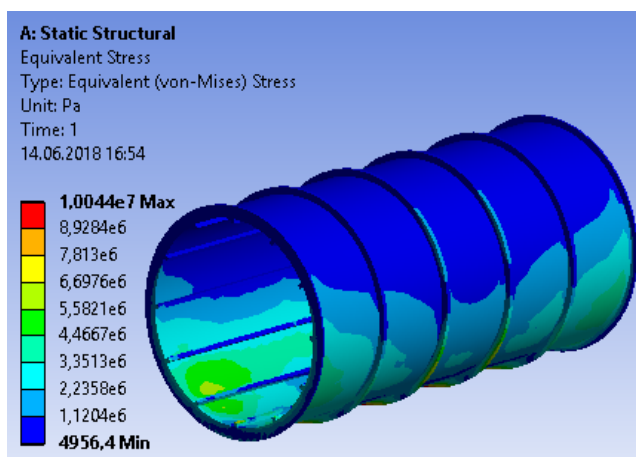 A: Static Structural
Equivalent Stress
Type: Equivalent (von-Mises) Stress
Unit: Pa
Time: 1
14.06.2018 16:54
1,0044e7 Max
8,9284e6
7,813e6
6,6976e6
5,5821e6
4,4667e6
3,3513e6
2,2358e6
1,1204e6
4956,4 Min